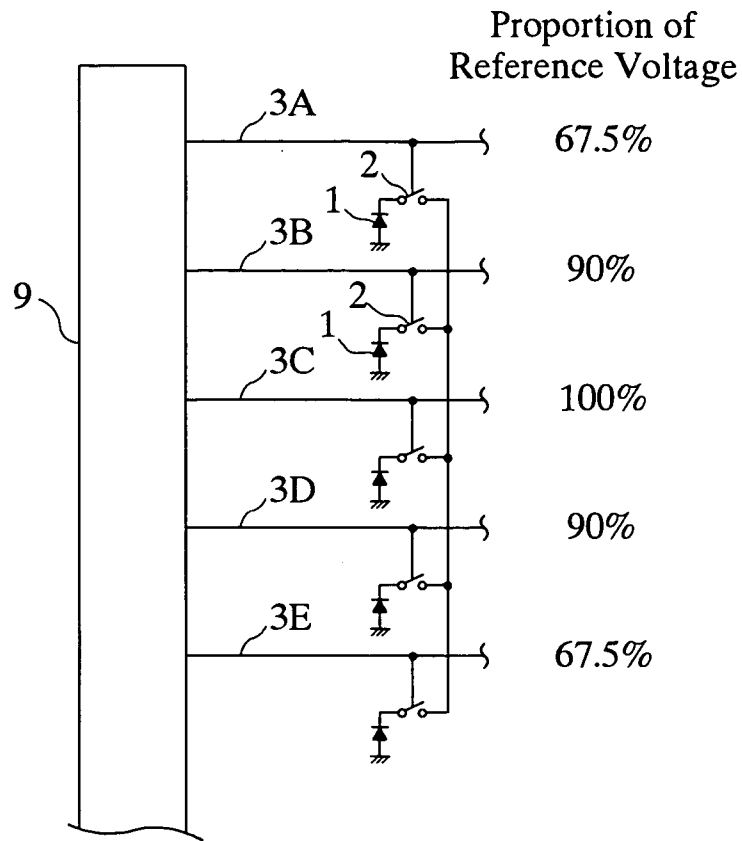 Proportion of
Reference Voltage
3A
67.5%
2
1
3B
90%
9
2
1
3C
100%
3D
90%
3E
67.5%